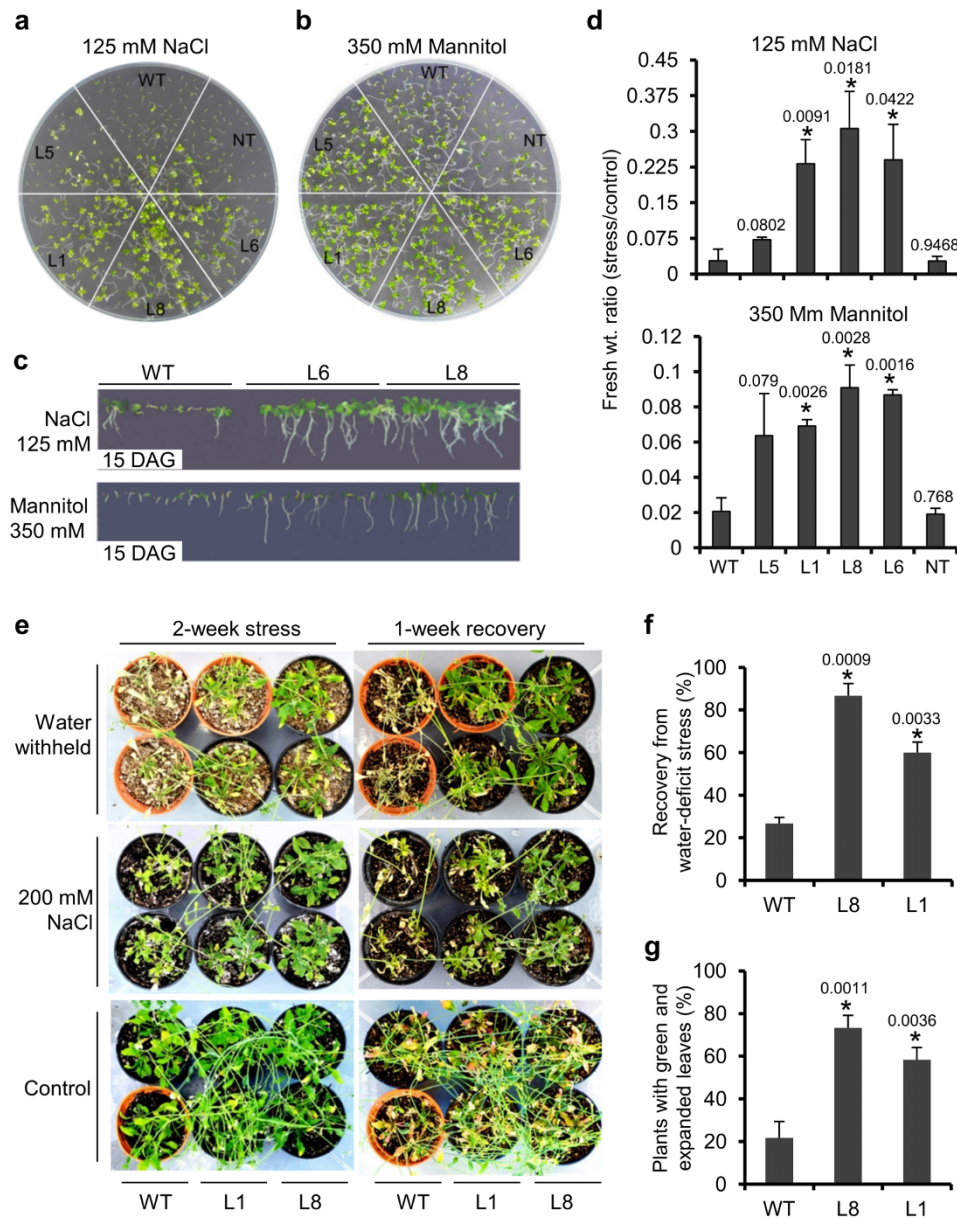 a
125 mM NaCl
WT
NT
L6
L8
L1
L5
b
350 mM Mannitol
WT
NT
L6
L8
L1
L5
c
WT L6 L8
NaCl
125 mM
15 DAG
Mannitol
350 mM
15 DAG
d
125 mM NaCl
Fresh wt. ratio (stress/control)
0.45
0.375
0.3
0.225
0.15
0.075
0
0.0802
0.0091
*
0.0181
*
0.0422
*
0.9468
350 Mm Mannitol
0.12
0.1
0.08
0.06
0.04
0.02
0
0.079
0.0026
*
0.0028
*
0.0016
*
0.768
WT L5 L1 L8 L6 NT
e
2-week stress 1-week recovery
Water
withheld
200 mM
NaCl
Control
WT L1 L8 WT L1 L8
f
Recovery from
water-deficit stress (%)
100
80
60
40
20
0
0.0009
*
0.0033
*
WT L8 L1
g
Plants with green and
expanded leaves (%)
100
80
60
40
20
0
0.0011
*
0.0036
*
WT L8 L1